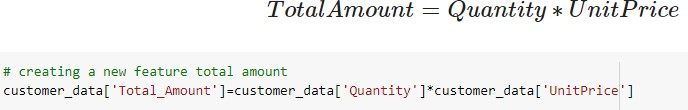 TotalAmount = Quantity * UnitPrice
# creating a new feature total amount
customer_data['Total_Amount']=customer_data['Quantity']*customer_data['UnitPrice']